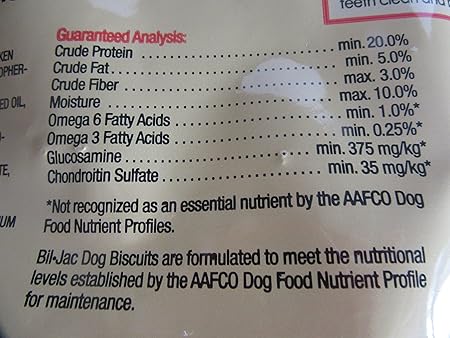 teeth clean and
Guaranteed Analysis:
Crude Protein min. 20.0%
Crude Fat min. 5.0%
Crude Fiber max. 3.0%
Moisture max. 10.0%
Omega 6 Fatty Acids min. 1.0%*
Omega 3 Fatty Acids min. 0.25%*
Glucosamine min. 375 mg/kg*
Chondroitin Sulfate min. 35 mg/kg*
*Not recognized as an essential nutrient by the AAFCO Dog
Food Nutrient Profiles.
Bil•Jac Dog Biscuits are formulated to meet the nutritional
levels established by the AAFCO Dog Food Nutrient Profile
for maintenance.